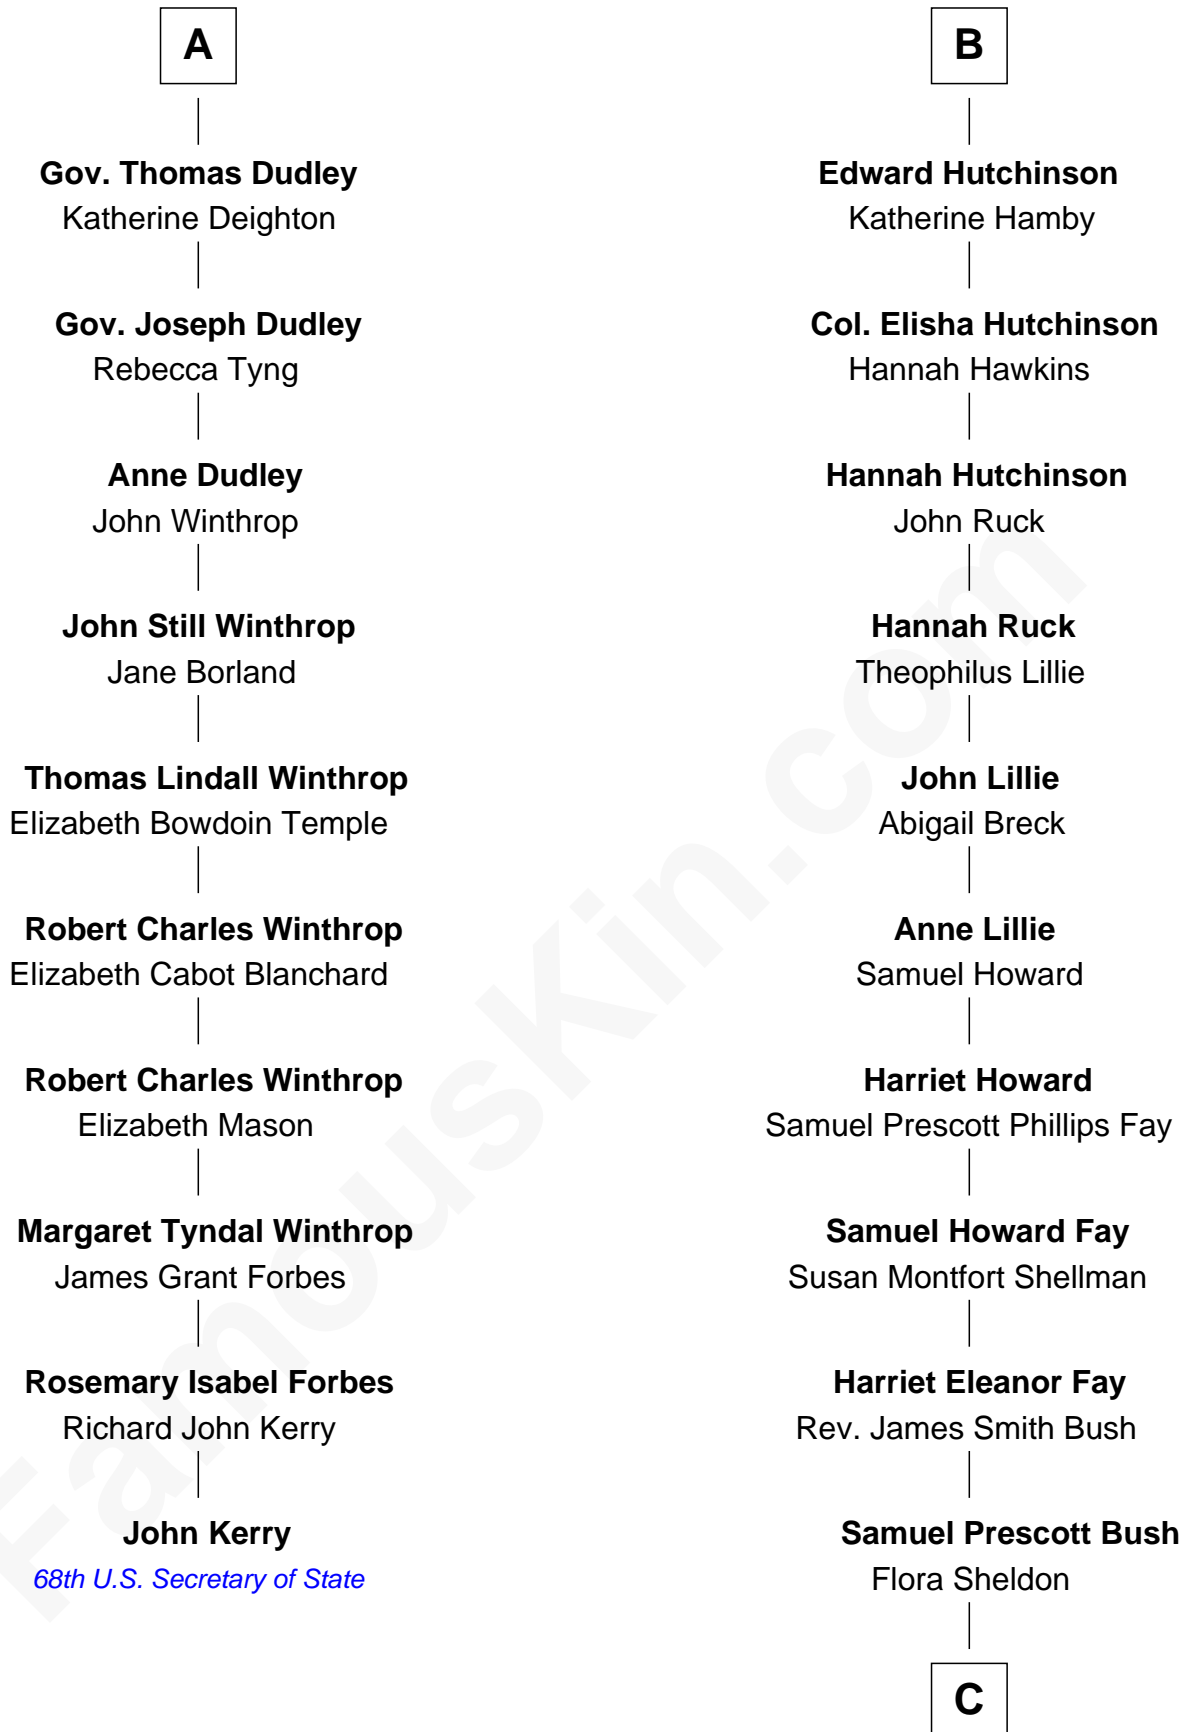 A
Gov. Thomas Dudley
Katherine Deighton
Gov. Joseph Dudley
Rebecca Tyng
Anne Dudley
John Winthrop
John Still Winthrop
Jane Borland
Thomas Lindall Winthrop
Elizabeth Bowdoin Temple
Robert Charles Winthrop
Elizabeth Cabot Blanchard
Robert Charles Winthrop
Elizabeth Mason
Margaret Tyndal Winthrop
James Grant Forbes
Rosemary Isabel Forbes
Richard John Kerry
John Kerry
68th U.S. Secretary of State
B
Edward Hutchinson
Katherine Hamby
Col. Elisha Hutchinson
Hannah Hawkins
Hannah Hutchinson
John Ruck
Hannah Ruck
Theophilus Lillie
John Lillie
Abigail Breck
Anne Lillie
Samuel Howard
Harriet Howard
Samuel Prescott Phillips Fay
Samuel Howard Fay
Susan Montfort Shellman
Harriet Eleanor Fay
Rev. James Smith Bush
Samuel Prescott Bush
Flora Sheldon
C
FamousKin.com